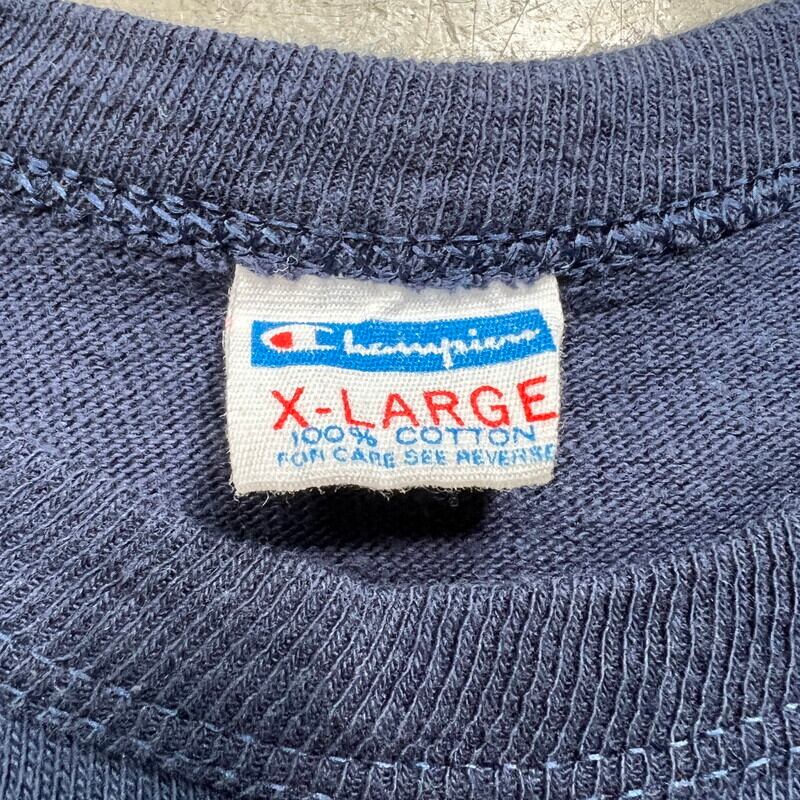 Champion
X-LARGE
100% COTTON
FOR CARE SEE REVERSE